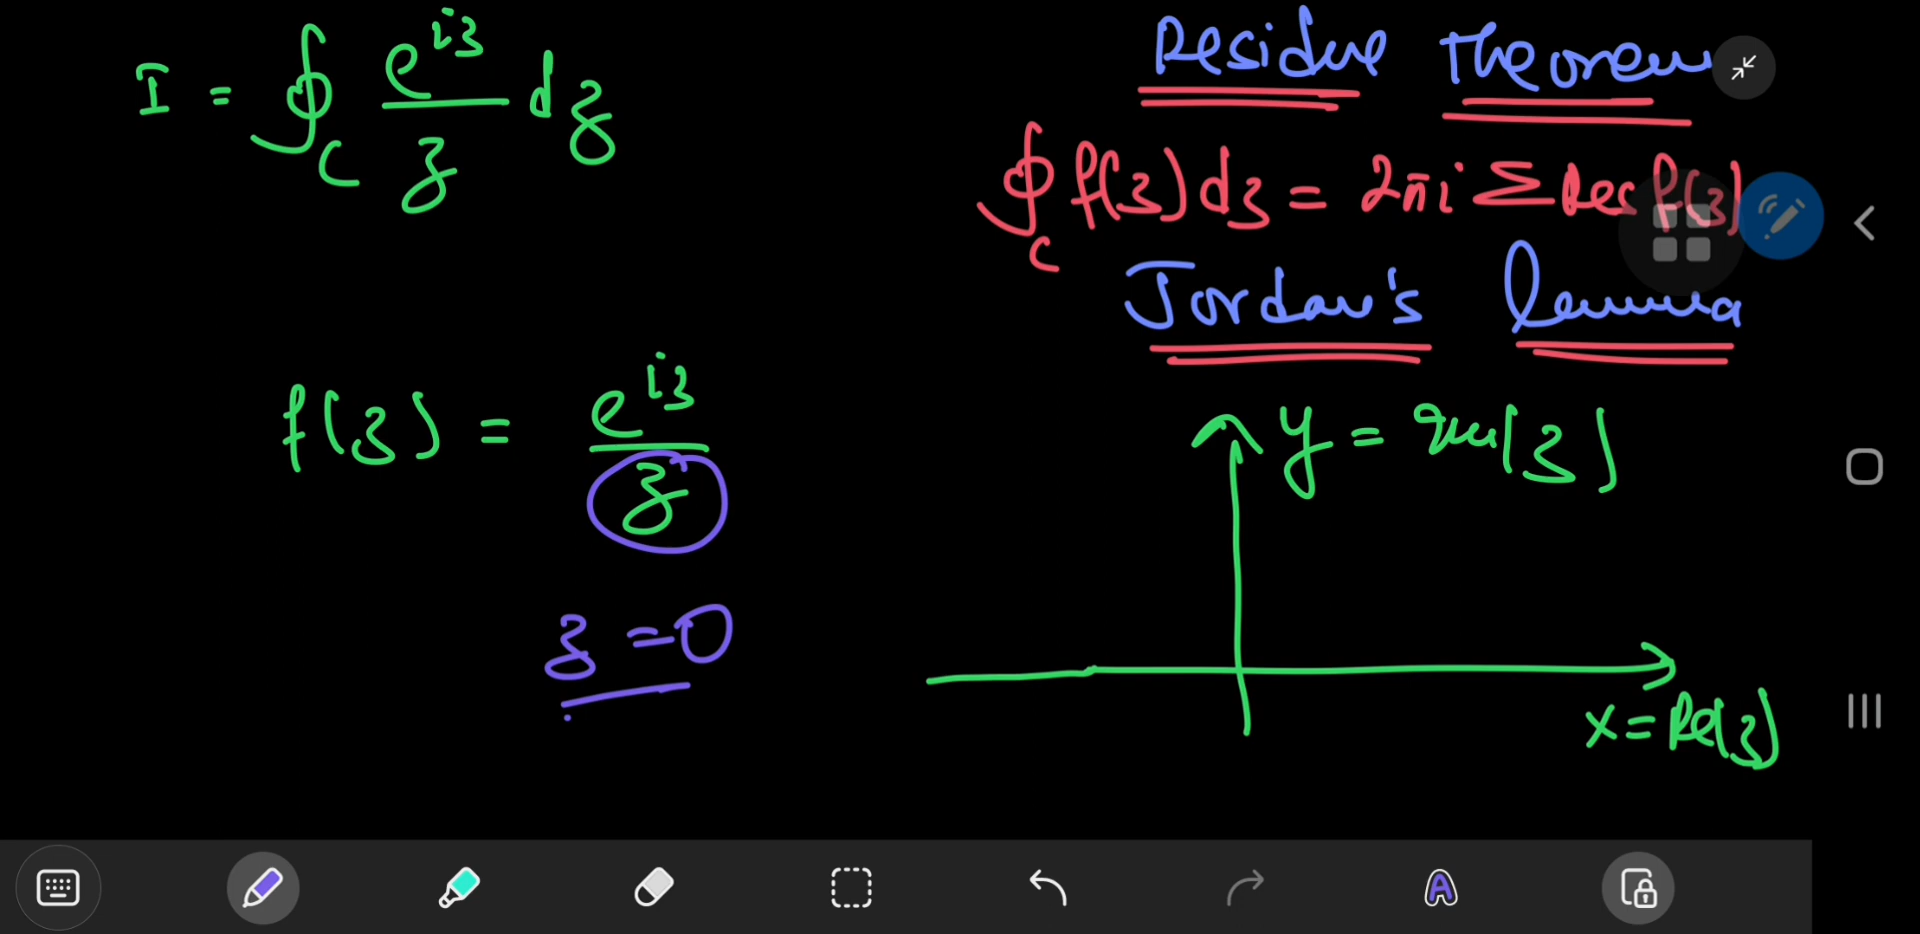 I = ∮_C e^{iz}/z dz
Residue Theorem
∮_C f(z) dz = 2πi Σ Res f(z)
Jordan's lemma
f(z) = e^{iz}/z
z = 0
y = Im(z)
x = Re(z)
A